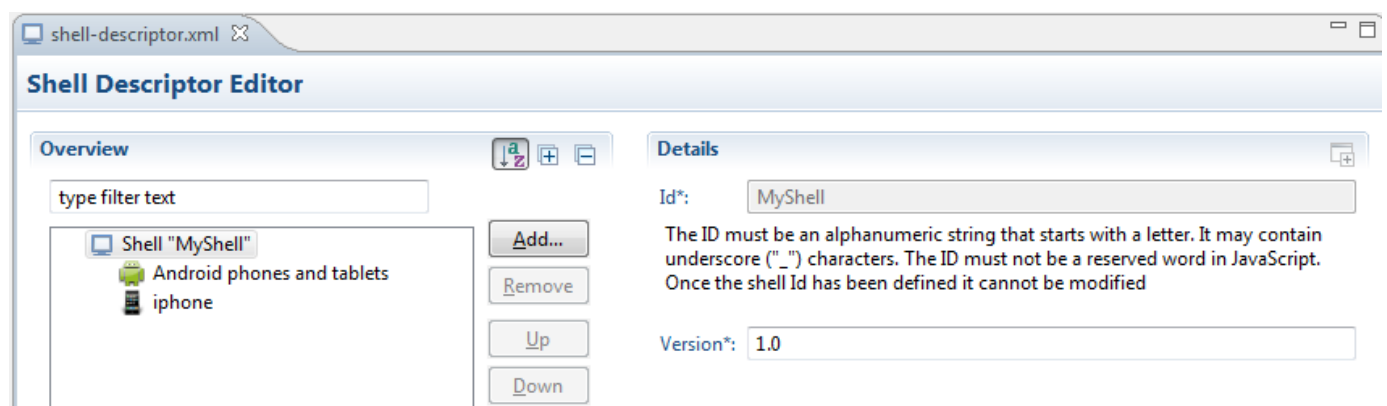 shell-descriptor.xml
Shell Descriptor Editor
Overview
type filter text
Shell "MyShell"
Android phones and tablets
iphone
Add...
Remove
Up
Down
Details
Id*: MyShell
The ID must be an alphanumeric string that starts with a letter. It may contain
underscore ("_") characters. The ID must not be a reserved word in JavaScript.
Once the shell Id has been defined it cannot be modified
Version*: 1.0